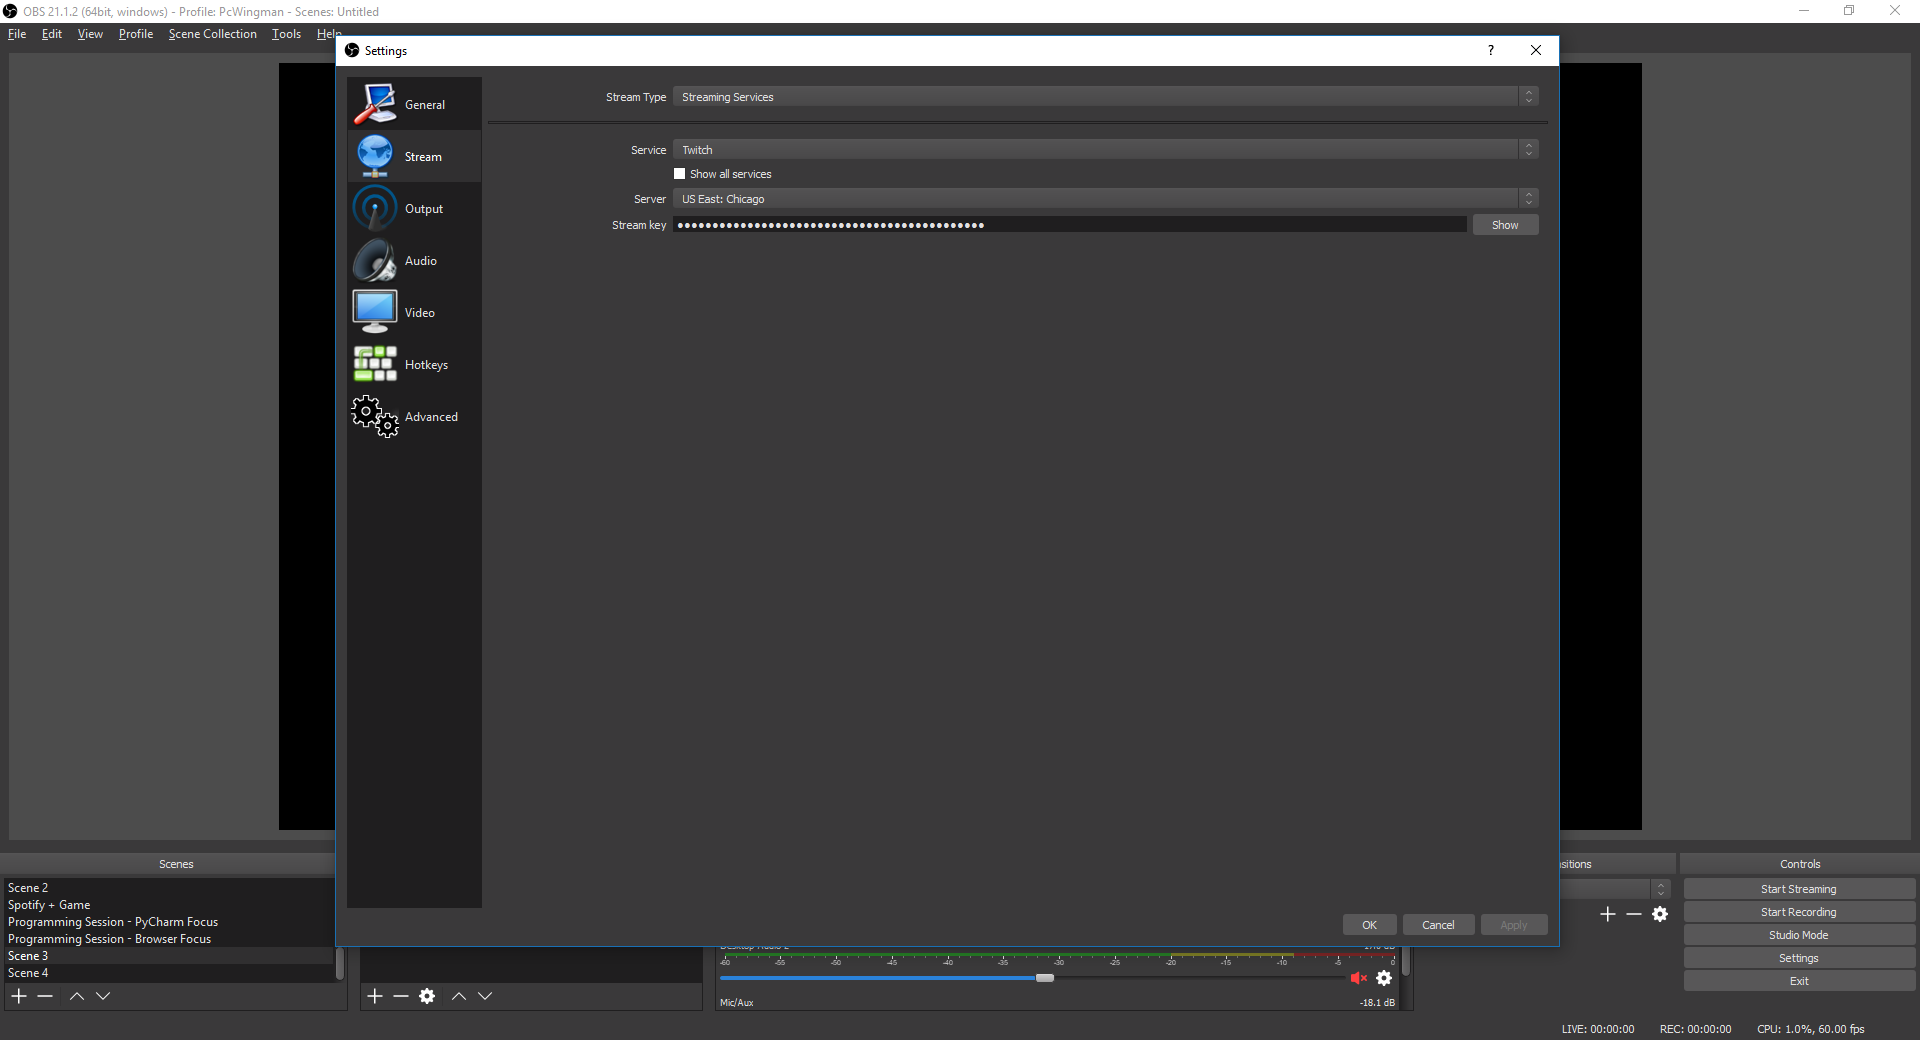 OBS 21.1.2 (64bit, windows) - Profile: PcWingman - Scenes: Untitled
File Edit View Profile Scene Collection Tools Help
Settings ?
General
Stream
Output
Audio
Video
Hotkeys
Advanced
Stream Type Streaming Services
Service Twitch
Show all services
Server US East: Chicago
Stream key Show
OK Cancel Apply
Scenes
Scene 2
Spotify + Game
Programming Session - PyCharm Focus
Programming Session - Browser Focus
Scene 3
Scene 4
-60 -55 -50 -45 -40 -35 -30 -25 -20 -15 -10 -5 0
Mic/Aux -18.1 dB
sitions
Controls
Start Streaming
Start Recording
Studio Mode
Settings
Exit
LIVE: 00:00:00 REC: 00:00:00 CPU: 1.0%, 60.00 fps